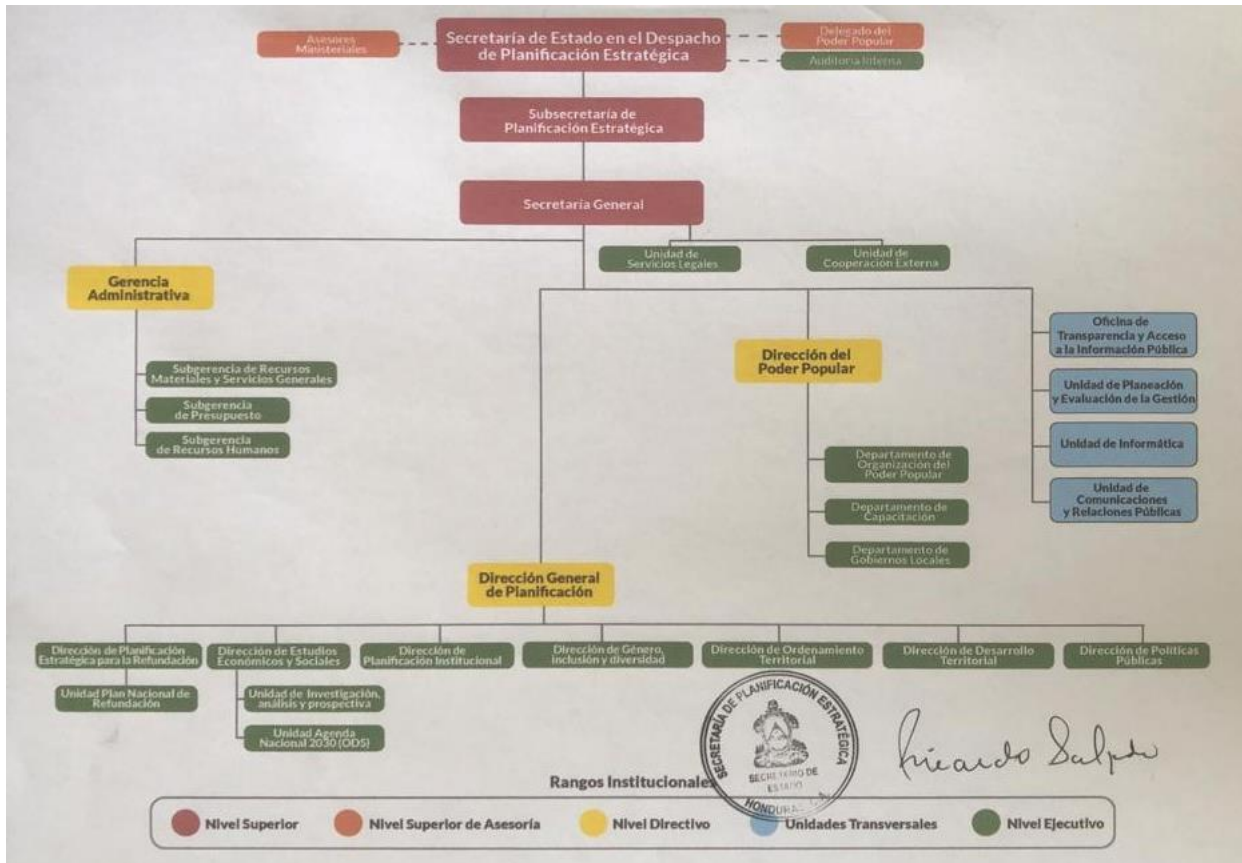 Asesores
Ministeriales
Secretaría de Estado en el Despacho
de Planificación Estratégica
Delegado del
Poder Popular
Auditoria Interna
Subsecretaría de
Planificación Estratégica
Secretaría General
Unidad de
Servicios Legales
Unidad de
Cooperación Externa
Gerencia
Administrativa
Subgerencia de Recursos
Materiales y Servicios Generales
Subgerencia
de Presupuesto
Subgerencia
de Recursos Humanos
Dirección del
Poder Popular
Departamento de
Organización del
Poder Popular
Departamento de
Capacitación
Departamento de
Gobiernos Locales
Oficina de
Transparencia y Acceso
a la Información Pública
Unidad de Planeación
y Evaluación de la Gestión
Unidad de Informática
Unidad de
Comunicaciones
y Relaciones Públicas
Dirección General
de Planificación
Dirección de Planificación
Estratégica para la Refundación
Unidad Plan Nacional de
Refundación
Dirección de Estudios
Económicos y Sociales
Unidad de Investigación,
análisis y prospectiva
Unidad Agenda
Nacional 2030 (ODS)
Dirección de
Planificación Institucional
Dirección de Género,
inclusión y diversidad
Dirección de Ordenamiento
Territorial
Dirección de Desarrollo
Territorial
Dirección de Políticas
Públicas
SECRETARÍA DE PLANIFICACIÓN ESTRATÉGICA
SECRETARIO DE
ESTADO
HONDURAS
Ricardo
Rangos Institucionales
Nivel Superior
Nivel Superior de Asesoría
Nivel Directivo
Unidades Transversales
Nivel Ejecutivo